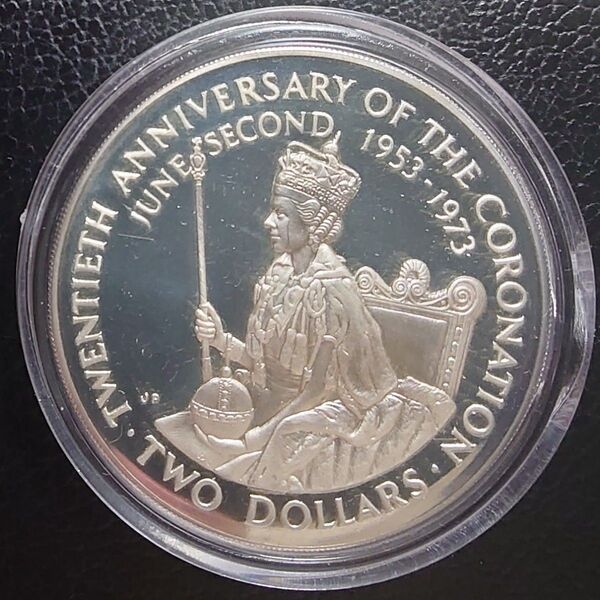 TWENTIETH ANNIVERSARY OF THE CORONATION
JUNE SECOND 1953-1973
JB
· TWO DOLLARS ·